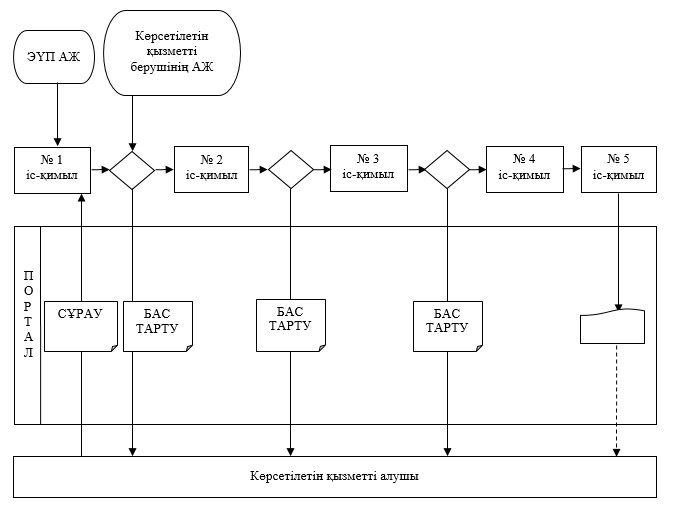 ЭҮП АЖ
Көрсетілетін
қызметті
берушінің АЖ
№ 1
іс-қимыл
№ 2
іс-қимыл
№ 3
іс-қимыл
№ 4
іс-қимыл
№ 5
іс-қимыл
ПОРТАЛ
СҰРАУ
БАС
ТАРТУ
БАС
ТАРТУ
БАС
ТАРТУ
Көрсетілетін қызметті алушы